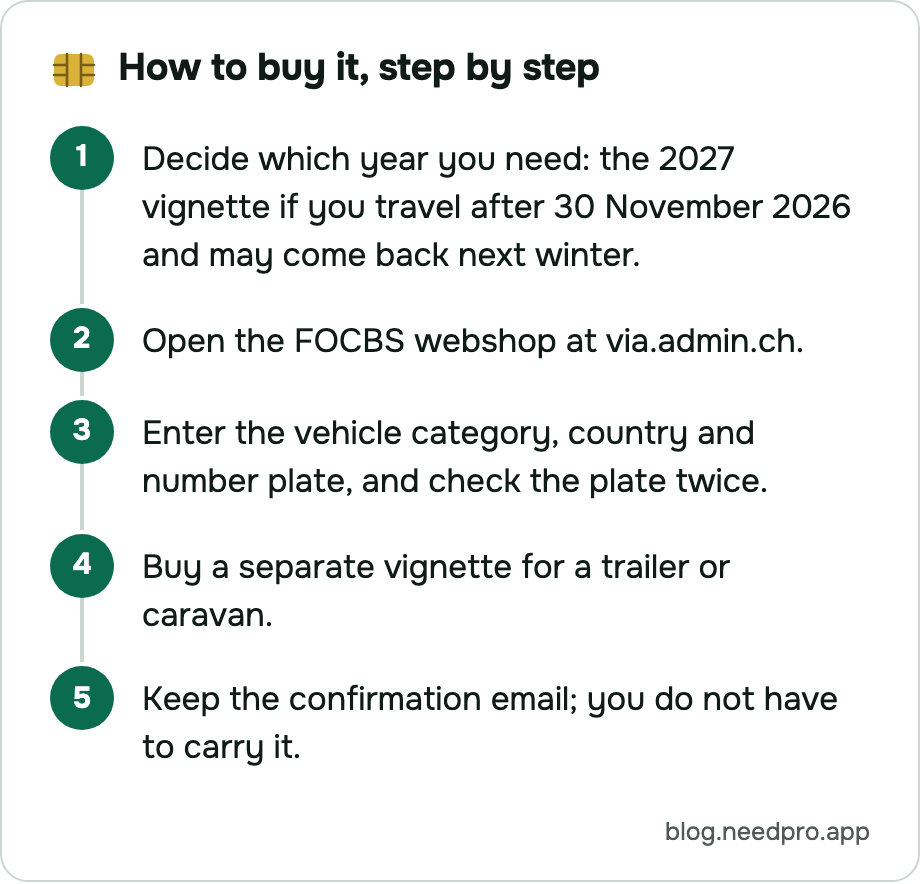 How to buy it, step by step
1
Decide which year you need: the 2027
vignette if you travel after 30 November 2026
and may come back next winter.
2
Open the FOCBS webshop at via.admin.ch.
3
Enter the vehicle category, country and
number plate, and check the plate twice.
4
Buy a separate vignette for a trailer or
caravan.
5
Keep the confirmation email; you do not have
to carry it.
blog.needpro.app